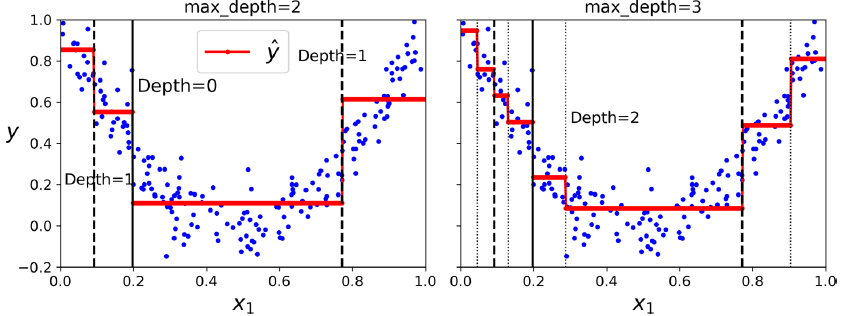 max_depth=2
1.0
0.8
0.6
0.4
0.2
0.0
−0.2
y
ŷ
Depth=1
Depth=0
Depth=1
0.0 0.2 0.4 0.6 0.8 1.0
x₁
max_depth=3
Depth=2
0.0 0.2 0.4 0.6 0.8 1.0
x₁